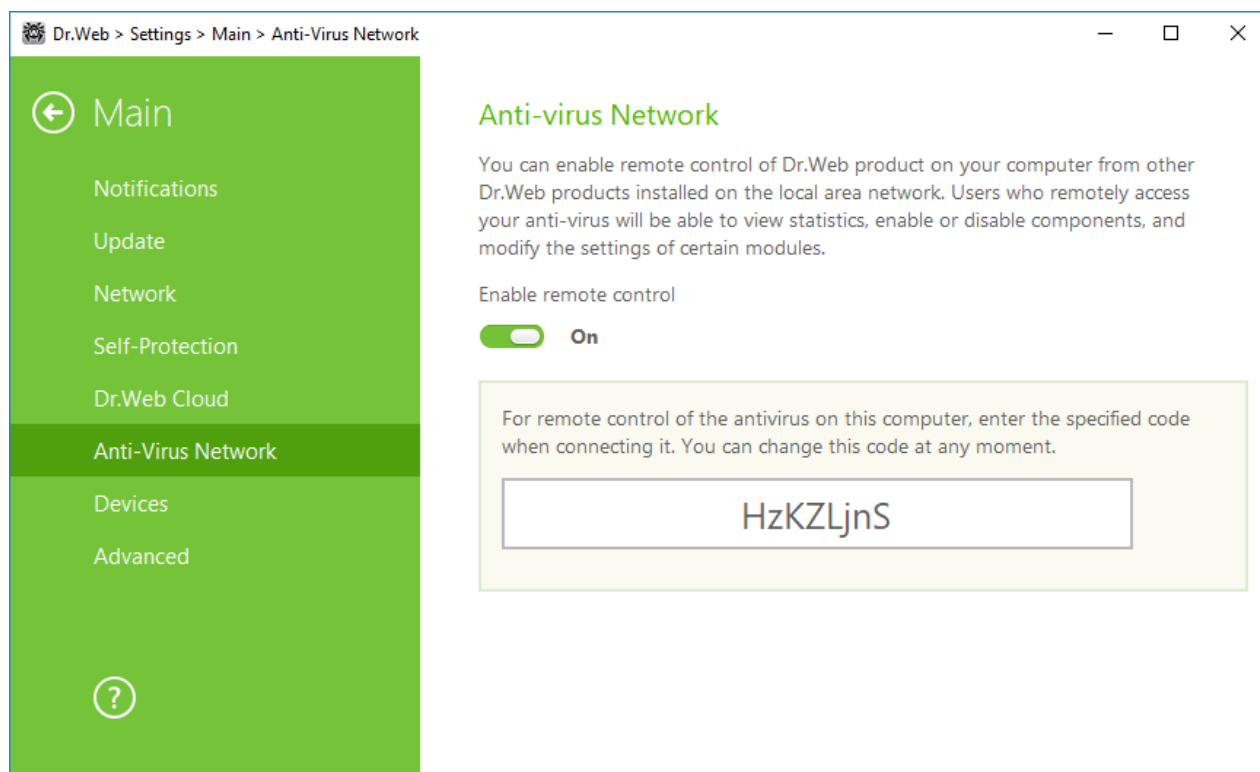 Dr.Web > Settings > Main > Anti-Virus Network
Main
Notifications
Update
Network
Self-Protection
Dr.Web Cloud
Anti-Virus Network
Devices
Advanced
?
Anti-virus Network
You can enable remote control of Dr.Web product on your computer from other
Dr.Web products installed on the local area network. Users who remotely access
your anti-virus will be able to view statistics, enable or disable components, and
modify the settings of certain modules.
Enable remote control
On
For remote control of the antivirus on this computer, enter the specified code
when connecting it. You can change this code at any moment.
HzKZLjnS